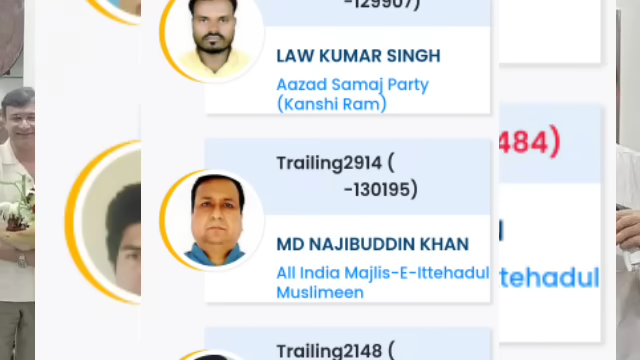 -129907)
LAW KUMAR SINGH
Aazad Samaj Party
(Kanshi Ram)
Trailing2914 (
-130195)
MD NAJIBUDDIN KHAN
All India Majlis-E-Ittehadul
Muslimeen
Trailing2148 (
484)
ttehadul